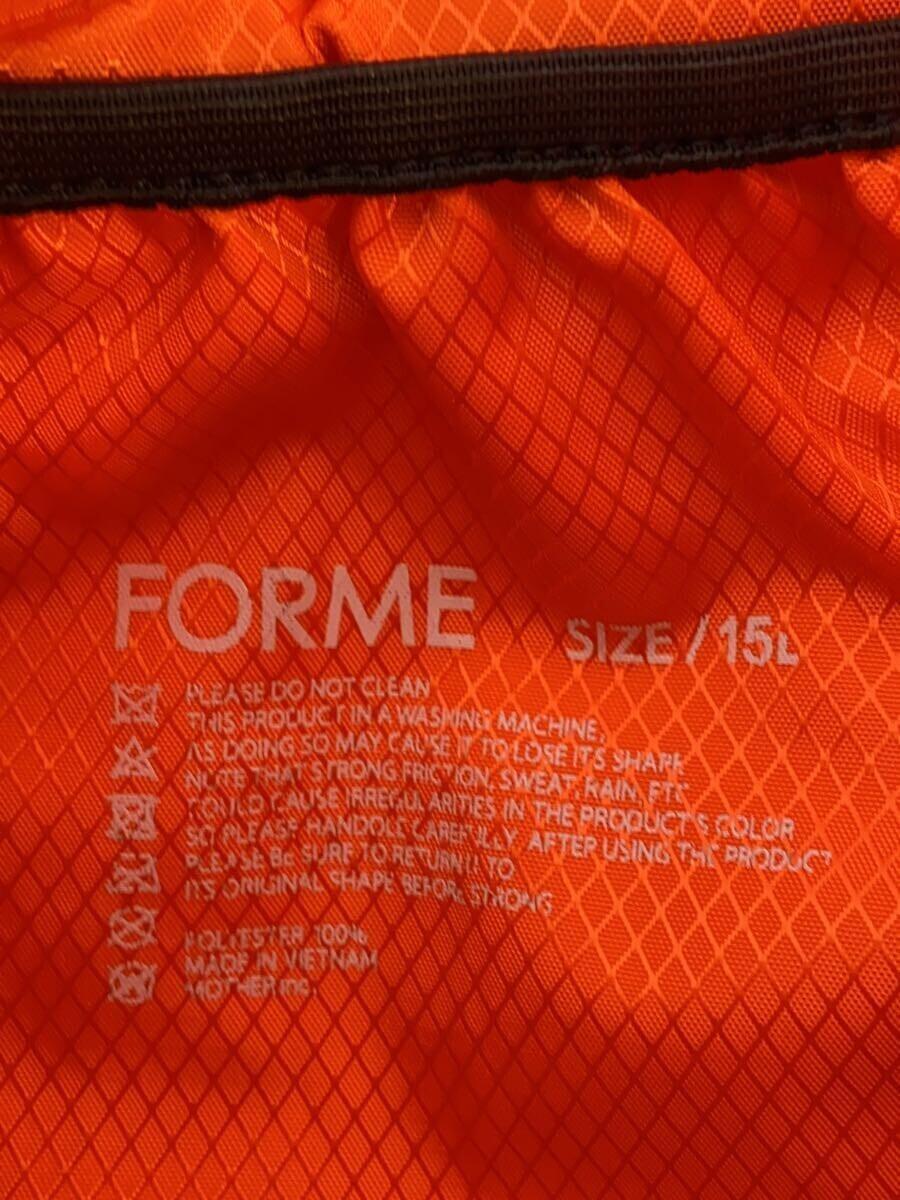 FORME SIZE / 15L
PLEASE DO NOT CLEAN
THIS PRODUCT IN A WASHING MACHINE,
AS DOING SO MAY CAUSE IT TO LOSE ITS SHAPE
NOTE THAT STRONG FRICTION, SWEAT, RAIN, ETC
COULD CAUSE IRREGULARITIES IN THE PRODUCT'S COLOR
SO PLEASE HANDOLE CAREFULLY. AFTER USING THE PRODUCT
PLEASE BE SURE TO RETURN IT TO
ITS ORIGINAL SHAPE BEFORE STRONG
POLYESTER 100%
MADE IN VIETNAM
MOTHER inc.